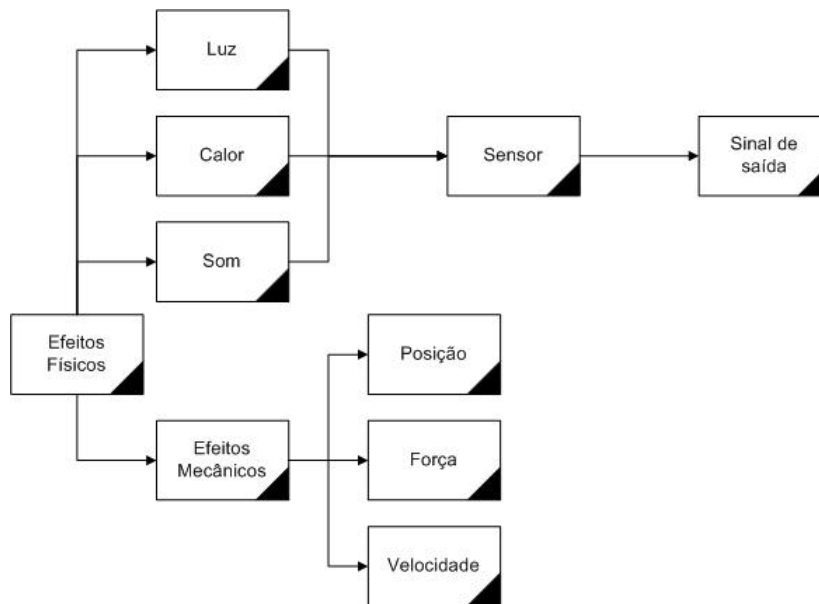 Luz
Calor
Sensor
Sinal de
saída
Som
Efeitos
Físicos
Posição
Efeitos
Mecânicos
Força
Velocidade